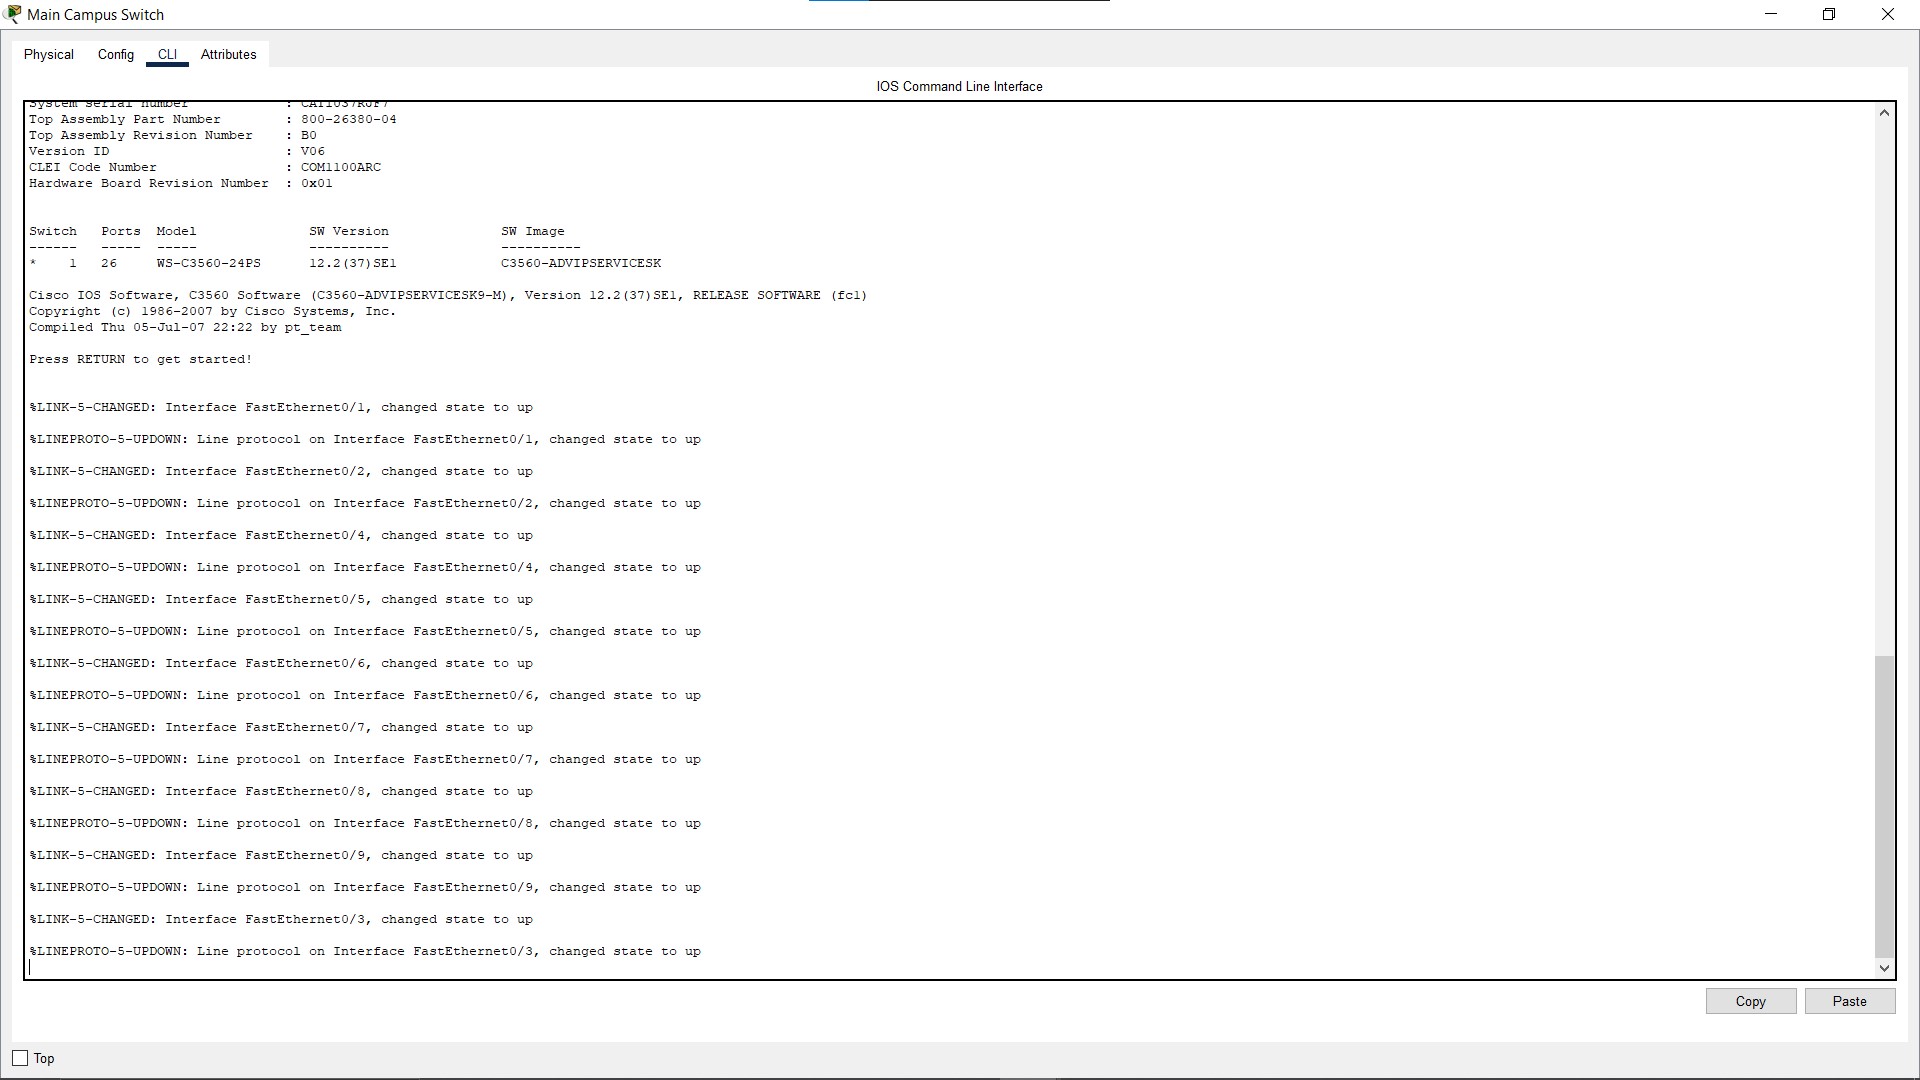 Main Campus Switch
Physical Config CLI Attributes
IOS Command Line Interface
System serial number : CAT1037RJF7
Top Assembly Part Number : 800-26380-04
Top Assembly Revision Number : B0
Version ID : V06
CLEI Code Number : COM1100ARC
Hardware Board Revision Number : 0x01
Switch Ports Model SW Version SW Image
------ ----- ----- ---------- ----------
* 1 26 WS-C3560-24PS 12.2(37)SE1 C3560-ADVIPSERVICESK
Cisco IOS Software, C3560 Software (C3560-ADVIPSERVICESK9-M), Version 12.2(37)SE1, RELEASE SOFTWARE (fc1)
Copyright (c) 1986-2007 by Cisco Systems, Inc.
Compiled Thu 05-Jul-07 22:22 by pt_team
Press RETURN to get started!
%LINK-5-CHANGED: Interface FastEthernet0/1, changed state to up
%LINEPROTO-5-UPDOWN: Line protocol on Interface FastEthernet0/1, changed state to up
%LINK-5-CHANGED: Interface FastEthernet0/2, changed state to up
%LINEPROTO-5-UPDOWN: Line protocol on Interface FastEthernet0/2, changed state to up
%LINK-5-CHANGED: Interface FastEthernet0/4, changed state to up
%LINEPROTO-5-UPDOWN: Line protocol on Interface FastEthernet0/4, changed state to up
%LINK-5-CHANGED: Interface FastEthernet0/5, changed state to up
%LINEPROTO-5-UPDOWN: Line protocol on Interface FastEthernet0/5, changed state to up
%LINK-5-CHANGED: Interface FastEthernet0/6, changed state to up
%LINEPROTO-5-UPDOWN: Line protocol on Interface FastEthernet0/6, changed state to up
%LINK-5-CHANGED: Interface FastEthernet0/7, changed state to up
%LINEPROTO-5-UPDOWN: Line protocol on Interface FastEthernet0/7, changed state to up
%LINK-5-CHANGED: Interface FastEthernet0/8, changed state to up
%LINEPROTO-5-UPDOWN: Line protocol on Interface FastEthernet0/8, changed state to up
%LINK-5-CHANGED: Interface FastEthernet0/9, changed state to up
%LINEPROTO-5-UPDOWN: Line protocol on Interface FastEthernet0/9, changed state to up
%LINK-5-CHANGED: Interface FastEthernet0/3, changed state to up
%LINEPROTO-5-UPDOWN: Line protocol on Interface FastEthernet0/3, changed state to up
Copy Paste
Top